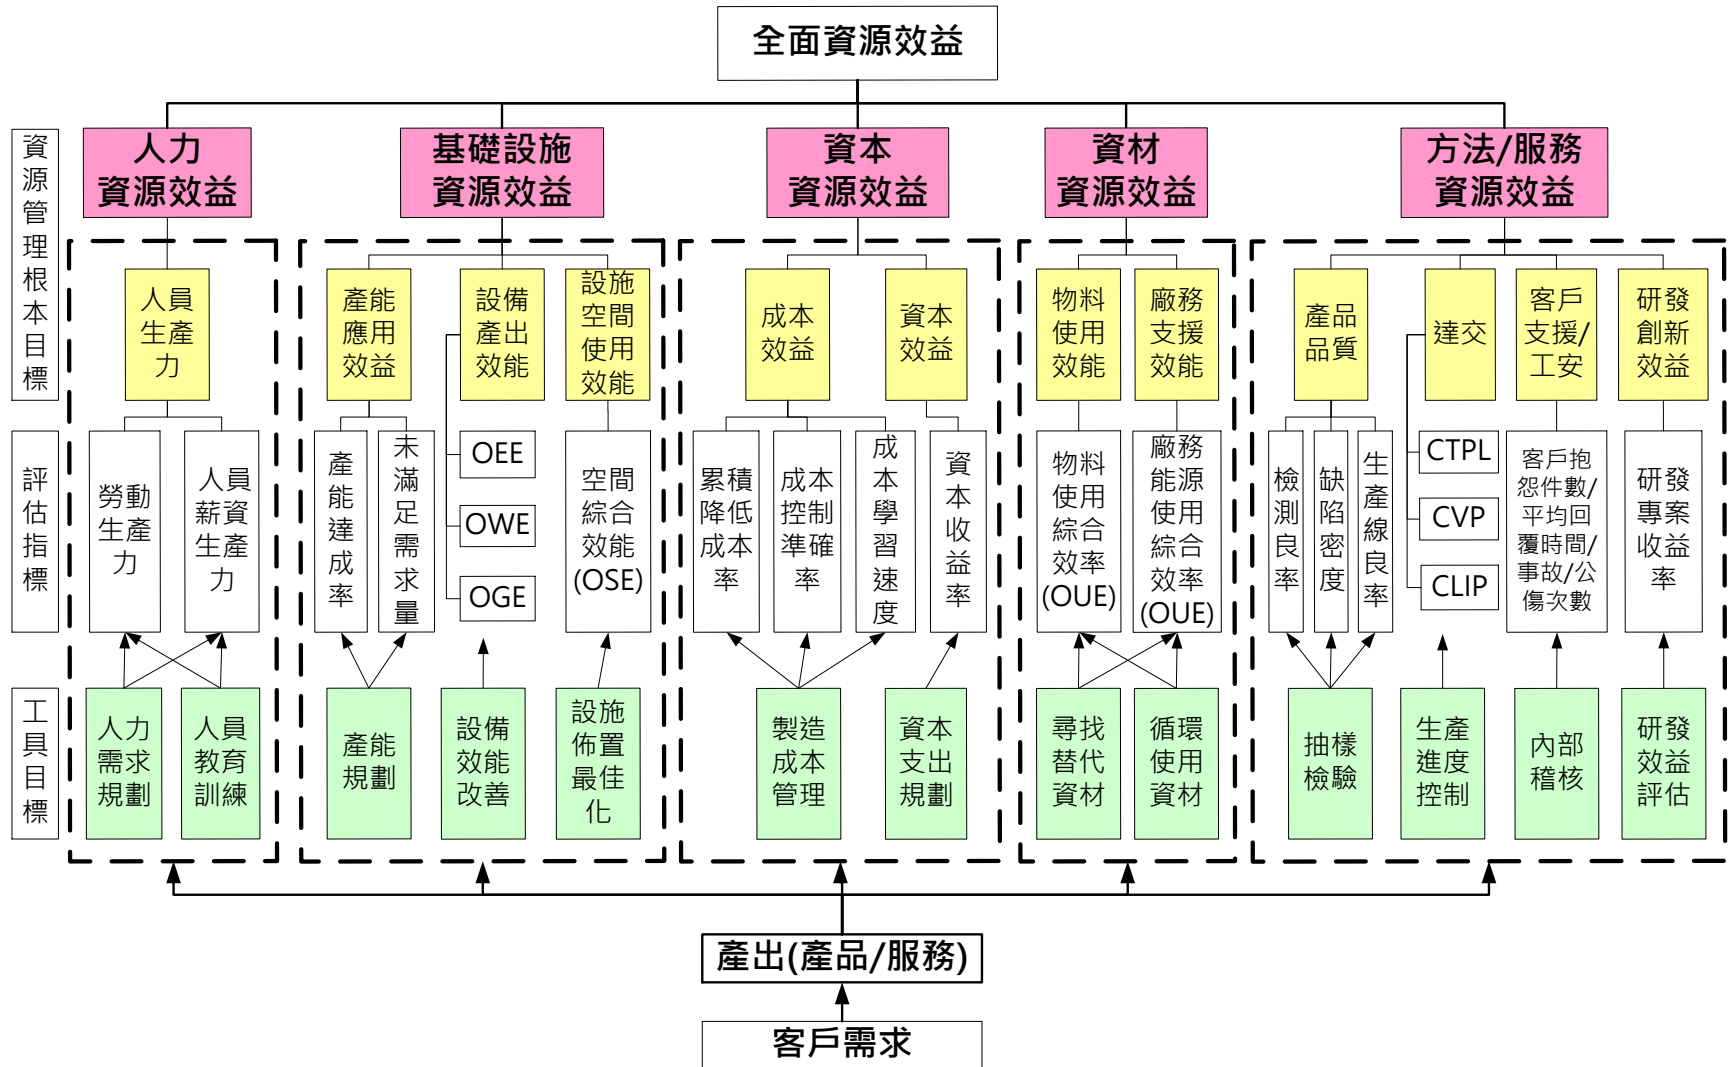 全面資源效益
資源管理根本目標
人力
資源效益
基礎設施
資源效益
資本
資源效益
資材
資源效益
方法/服務
資源效益
人員
生產
力
產能
應用
效益
設備
產出
效能
設施
空間
使用
效能
成本
效益
資本
效益
物料
使用
效能
廠務
支援
效能
產品
品質
達交
客戶
支援/
工安
研發
創新
效益
評估指標
勞動
生產
力
人員
薪資
生產
力
產能達成率
未滿足需求量
OEE
OWE
OGE
空間
綜合
效能
(OSE)
累積
降低
成本
率
成本
控制
準確
率
成本學習速度
資本收益率
物料
使用
綜合
效率
(OUE)
廠務
能源
使用
綜合
效率
(OUE)
檢測良率
缺陷密度
生產線良率
CTPL
CVP
CLIP
客戶抱
怨件數/
平均回
覆時間/
事故/公
傷次數
研發
專案
收益
率
工具目標
人力
需求
規劃
人員
教育
訓練
產能
規劃
設備
效能
改善
設施
佈置
最佳
化
製造
成本
管理
資本
支出
規劃
尋找
替代
資材
循環
使用
資材
抽樣
檢驗
生產
進度
控制
內部
稽核
研發
效益
評估
產出(產品/服務)
客戶需求